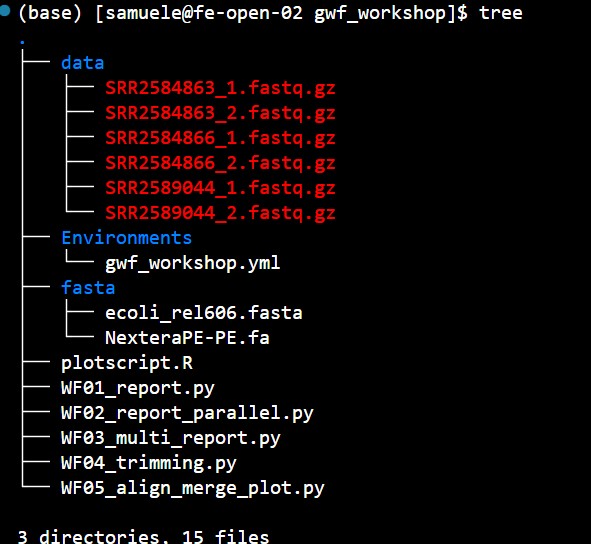 (base) [samuele@fe-open-02 gwf_workshop]$ tree
.
├── data
│   ├── SRR2584863_1.fastq.gz
│   ├── SRR2584863_2.fastq.gz
│   ├── SRR2584866_1.fastq.gz
│   ├── SRR2584866_2.fastq.gz
│   ├── SRR2589044_1.fastq.gz
│   └── SRR2589044_2.fastq.gz
├── Environments
│   └── gwf_workshop.yml
├── fasta
│   ├── ecoli_rel606.fasta
│   └── NexteraPE-PE.fa
├── plotscript.R
├── WF01_report.py
├── WF02_report_parallel.py
├── WF03_multi_report.py
├── WF04_trimming.py
└── WF05_align_merge_plot.py
3 directories, 15 files